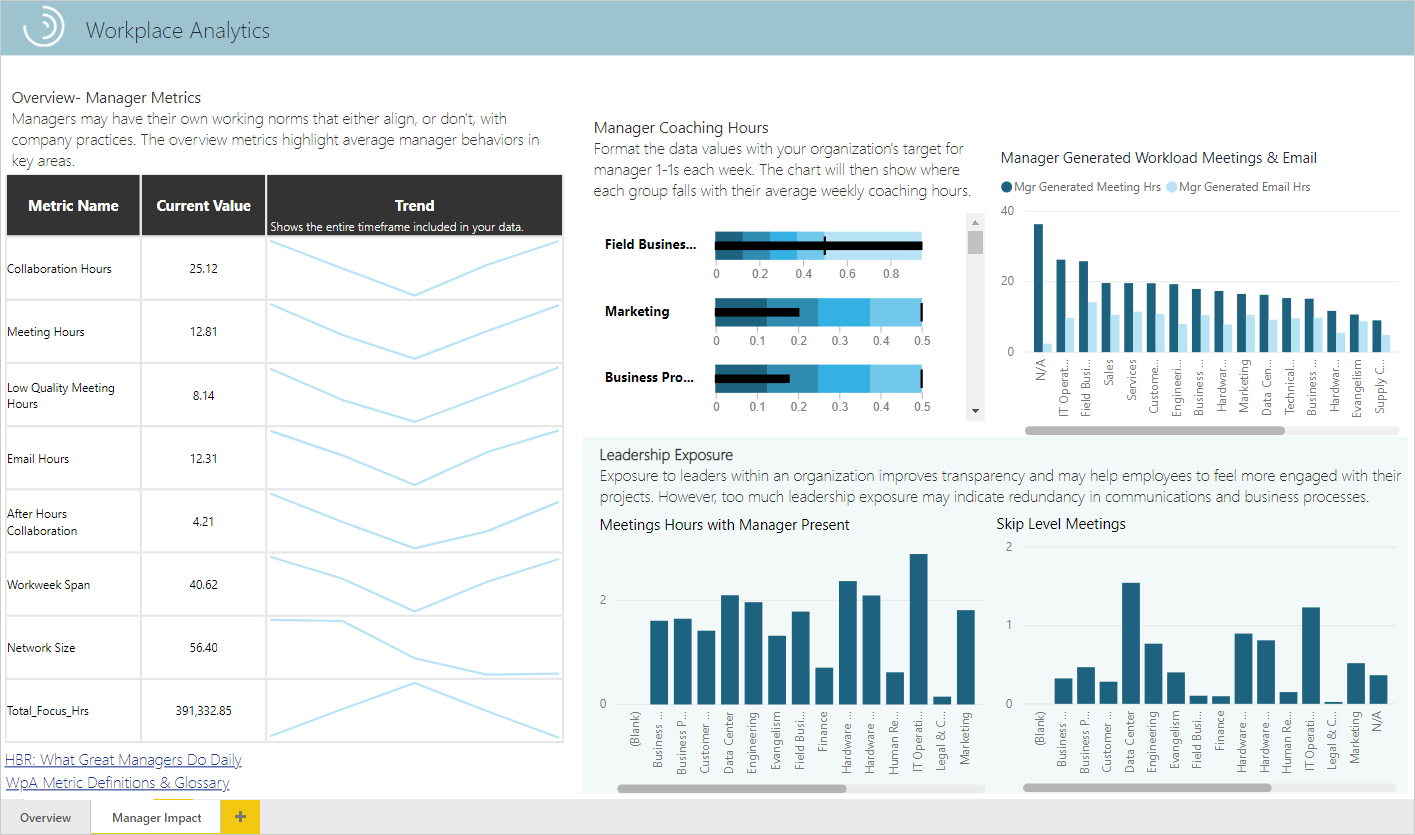 Workplace Analytics
Overview- Manager Metrics
Managers may have their own working norms that either align, or don't, with
company practices. The overview metrics highlight average manager behaviors in
key areas.
Metric Name
Current Value
Trend
Shows the entire timeframe included in your data.
Collaboration Hours
25.12
Meeting Hours
12.81
Low Quality Meeting
Hours
8.14
Email Hours
12.31
After Hours
Collaboration
4.21
Workweek Span
40.62
Network Size
56.40
Total_Focus_Hrs
391,332.85
HBR: What Great Managers Do Daily
WpA Metric Definitions & Glossary
Manager Coaching Hours
Format the data values with your organization's target for
manager 1-1s each week. The chart will then show where
each group falls with their average weekly coaching hours.
Field Busines...
0 0.2 0.4 0.6 0.8
Marketing
0 0.1 0.2 0.3 0.4 0.5
Business Pro...
0 0.1 0.2 0.3 0.4 0.5
Manager Generated Workload Meetings & Email
Mgr Generated Meeting Hrs Mgr Generated Email Hrs
40
20
0
N/A
IT Operat...
Field Busi...
Sales
Services
Custome...
Engineeri...
Business ...
Hardwar...
Marketing
Data Cen...
Technical...
Business ...
Hardwar...
Evangelism
Supply C...
Leadership Exposure
Exposure to leaders within an organization improves transparency and may help employees to feel more engaged with their
projects. However, too much leadership exposure may indicate redundancy in communications and business processes.
Meetings Hours with Manager Present
2
0
(Blank)
Business ...
Business P...
Customer ...
Data Center
Engineering
Evangelism
Field Busi...
Finance
Hardware ...
Hardware ...
Human Re...
IT Operati...
Legal & C...
Marketing
Skip Level Meetings
2
1
0
(Blank)
Business ...
Business P...
Customer ...
Data Center
Engineering
Evangelism
Field Busi...
Finance
Hardware ...
Hardware ...
Human Re...
IT Operati...
Legal & C...
Marketing
N/A
Overview
Manager Impact
+